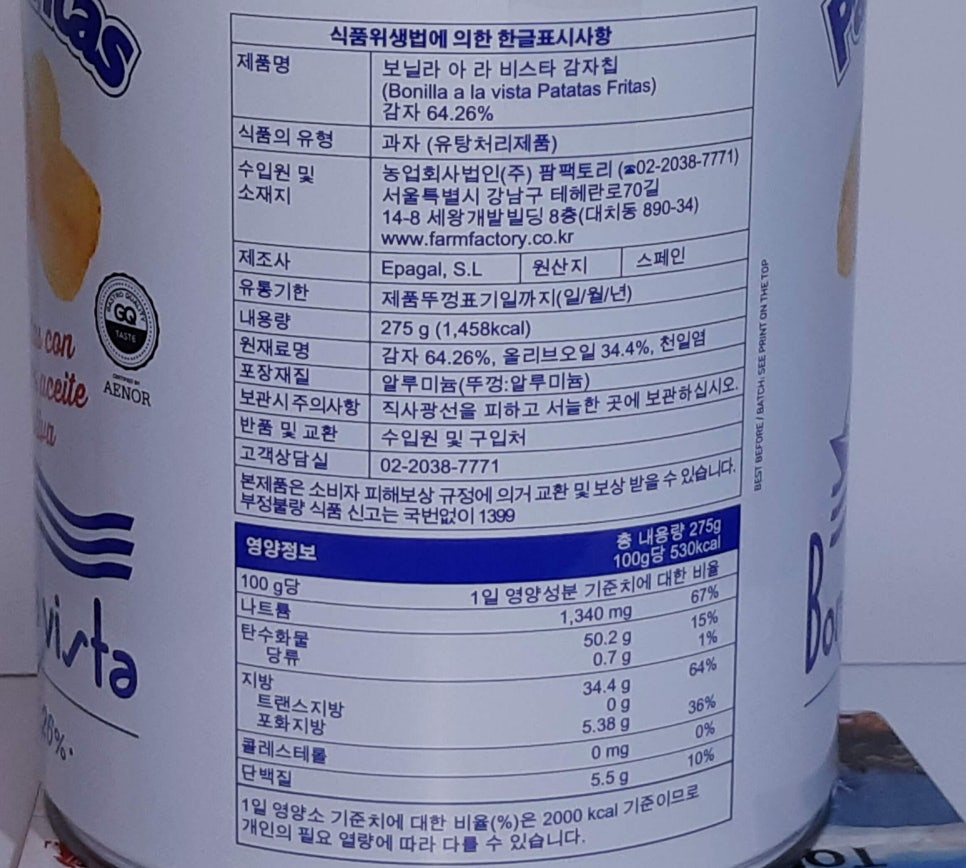 식품위생법에 의한 한글표시사항
제품명
보닐라 아 라 비스타 감자칩
(Bonilla a la vista Patatas Fritas)
감자 64.26%
식품의 유형
과자 (유탕처리제품)
수입원 및
소재지
농업회사법인(주) 팜팩토리 (☎02-2038-7771)
서울특별시 강남구 테헤란로70길
14-8 세왕개발빌딩 8층(대치동 890-34)
www.farmfactory.co.kr
제조사
Epagal, S.L
원산지
스페인
유통기한
제품뚜껑표기일까지(일/월/년)
내용량
275 g (1,458kcal)
원재료명
감자 64.26%, 올리브오일 34.4%, 천일염
포장재질
알루미늄(뚜껑:알루미늄)
보관시주의사항
직사광선을 피하고 서늘한 곳에 보관하십시오.
반품 및 교환
수입원 및 구입처
고객상담실
02-2038-7771
본제품은 소비자 피해보상 규정에 의거 교환 및 보상 받을 수 있습니다.
부정불량 식품 신고는 국번없이 1399
영양정보
총 내용량 275g
100g당 530kcal
100 g당
1일 영양성분 기준치에 대한 비율
나트륨 1,340 mg 67%
탄수화물 50.2 g 15%
당류 0.7 g 1%
지방 34.4 g 64%
트랜스지방 0 g
포화지방 5.38 g 36%
콜레스테롤 0 mg 0%
단백질 5.5 g 10%
1일 영양소 기준치에 대한 비율(%)은 2000 kcal 기준이므로
개인의 필요 열량에 따라 다를 수 있습니다.
BEST BEFORE / BATCH: SEE PRINT ON THE TOP
GQ
TASTE
AENOR
con
aceite
vista